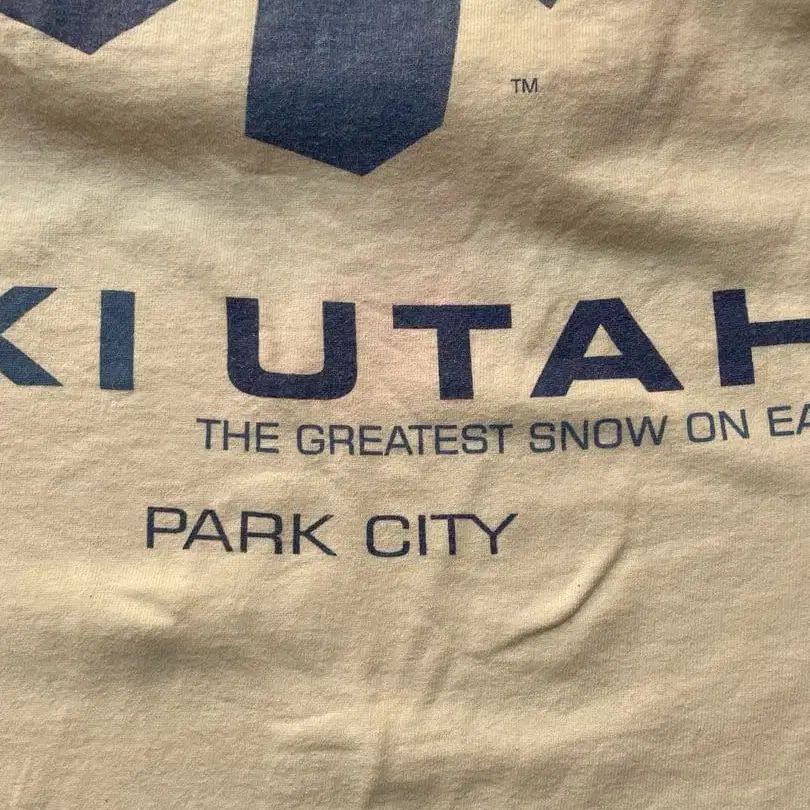 TM
KI UTAH
THE GREATEST SNOW ON EA
PARK CITY